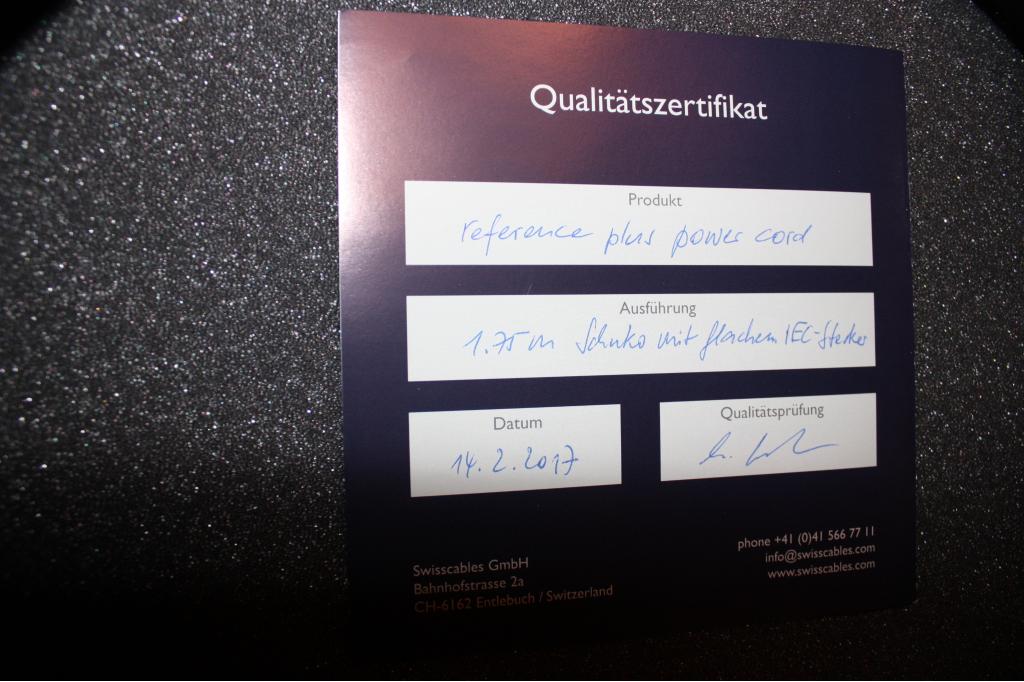 Qualitätszertifikat
Produkt
reference plus power cord
Ausführung
1.75m Schuko mit flachem IEC-Stecker
Datum
14.2.2017
Qualitätsprüfung
phone +41 (0)41 566 77 11
info@swisscables.com
www.swisscables.com
Swisscables GmbH
Bahnhofstrasse 2a
CH-6162 Entlebuch / Switzerland